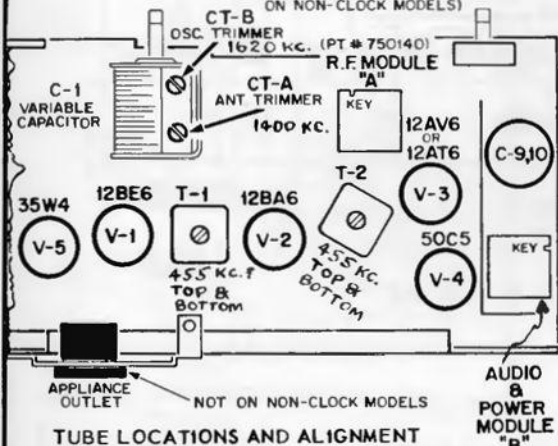 ON NON-CLOCK MODELS)
CT-B
OSC. TRIMMER
1620 KC. (PT # 750140)
R.F. MODULE
"A"
C-1
VARIABLE
CAPACITOR
CT-A
ANT. TRIMMER
1400 KC.
KEY
12AV6
OR
12AT6
C-9,10
35W4
12BE6
T-1
12BA6
T-2
V-3
V-5
V-1
V-2
50C5
V-4
KEY
455 KC.
TOP &
BOTTOM
455 KC.
TOP &
BOTTOM
APPLIANCE
OUTLET
NOT ON NON-CLOCK MODELS
AUDIO
&
POWER
MODULE
"B"
TUBE LOCATIONS AND ALIGNMENT